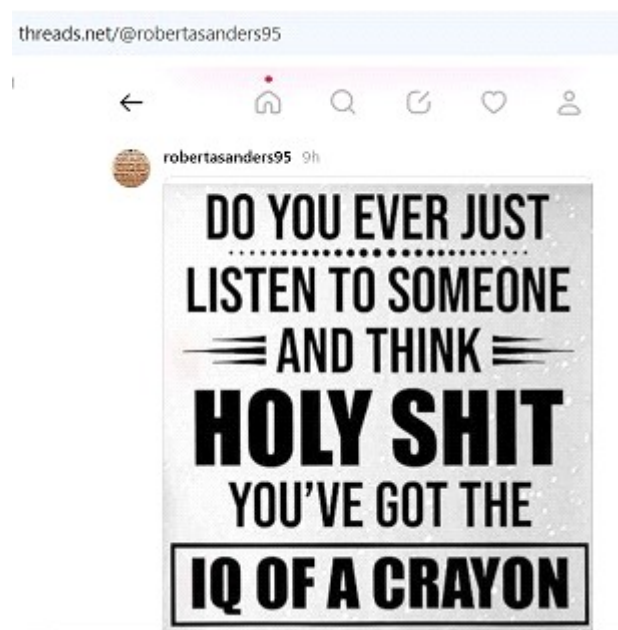 threads.net/@robertasanders95
robertasanders95 9h
DO YOU EVER JUST
LISTEN TO SOMEONE
AND THINK
HOLY SHIT
YOU'VE GOT THE
IQ OF A CRAYON